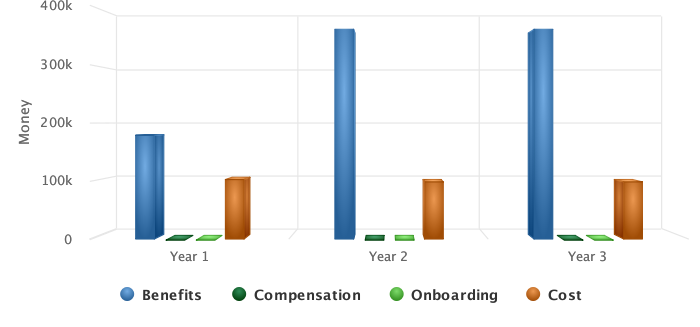 400k
300k
200k
100k
0
Money
Year 1 Year 2 Year 3
Benefits Compensation Onboarding Cost